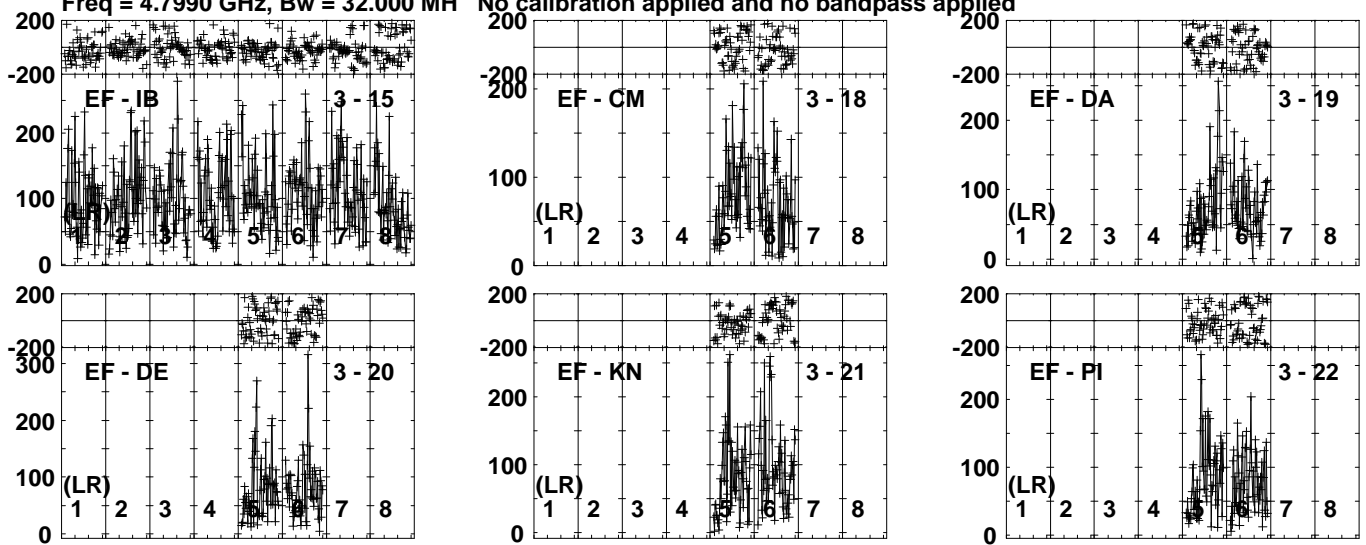 Freq = 4.7990 GHz, Bw = 32.000 MH No calibration applied and no bandpass applied
200
-200
EF - IB 3 - 15
200
100
(LR)
1 2 3 4 5 6 7 8
0
200
-200
200
EF - CM 3 - 18
100
(LR)
1 2 3 4 5 6 7 8
0
200
-200
EF - DA 3 - 19
200
100
(LR)
1 2 3 4 5 6 7 8
0
200
-200
300
EF - DE 3 - 20
200
100
(LR)
1 2 3 4 5 6 7 8
0
200
-200
EF - KN 3 - 21
200
100
(LR)
1 2 3 4 5 6 7 8
0
200
-200
EF - PI 3 - 22
200
100
(LR)
1 2 3 4 5 6 7 8
0